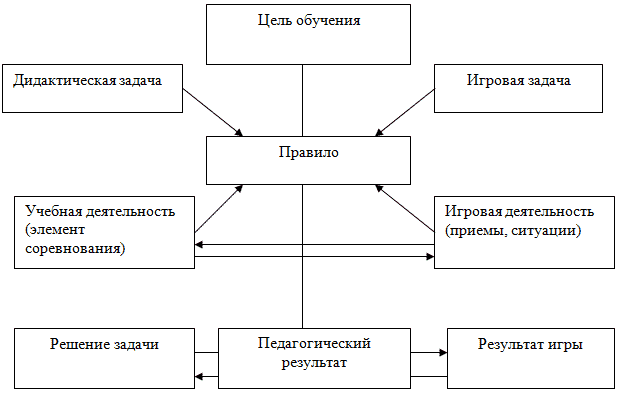 Цель обучения
Дидактическая задача
Игровая задача
Правило
Учебная деятельность
(элемент
соревнования)
Игровая деятельность
(приемы, ситуации)
Решение задачи
Педагогический
результат
Результат игры